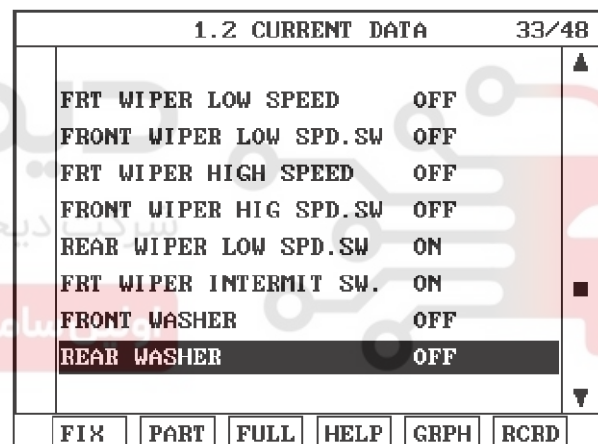 1.2 CURRENT DATA 33/48
FRT WIPER LOW SPEED OFF
FRONT WIPER LOW SPD.SW OFF
FRT WIPER HIGH SPEED OFF
FRONT WIPER HIG SPD.SW OFF
REAR WIPER LOW SPD.SW ON
FRT WIPER INTERMIT SW. ON
FRONT WASHER OFF
REAR WASHER OFF
FIX PART FULL HELP GRPH RCRD